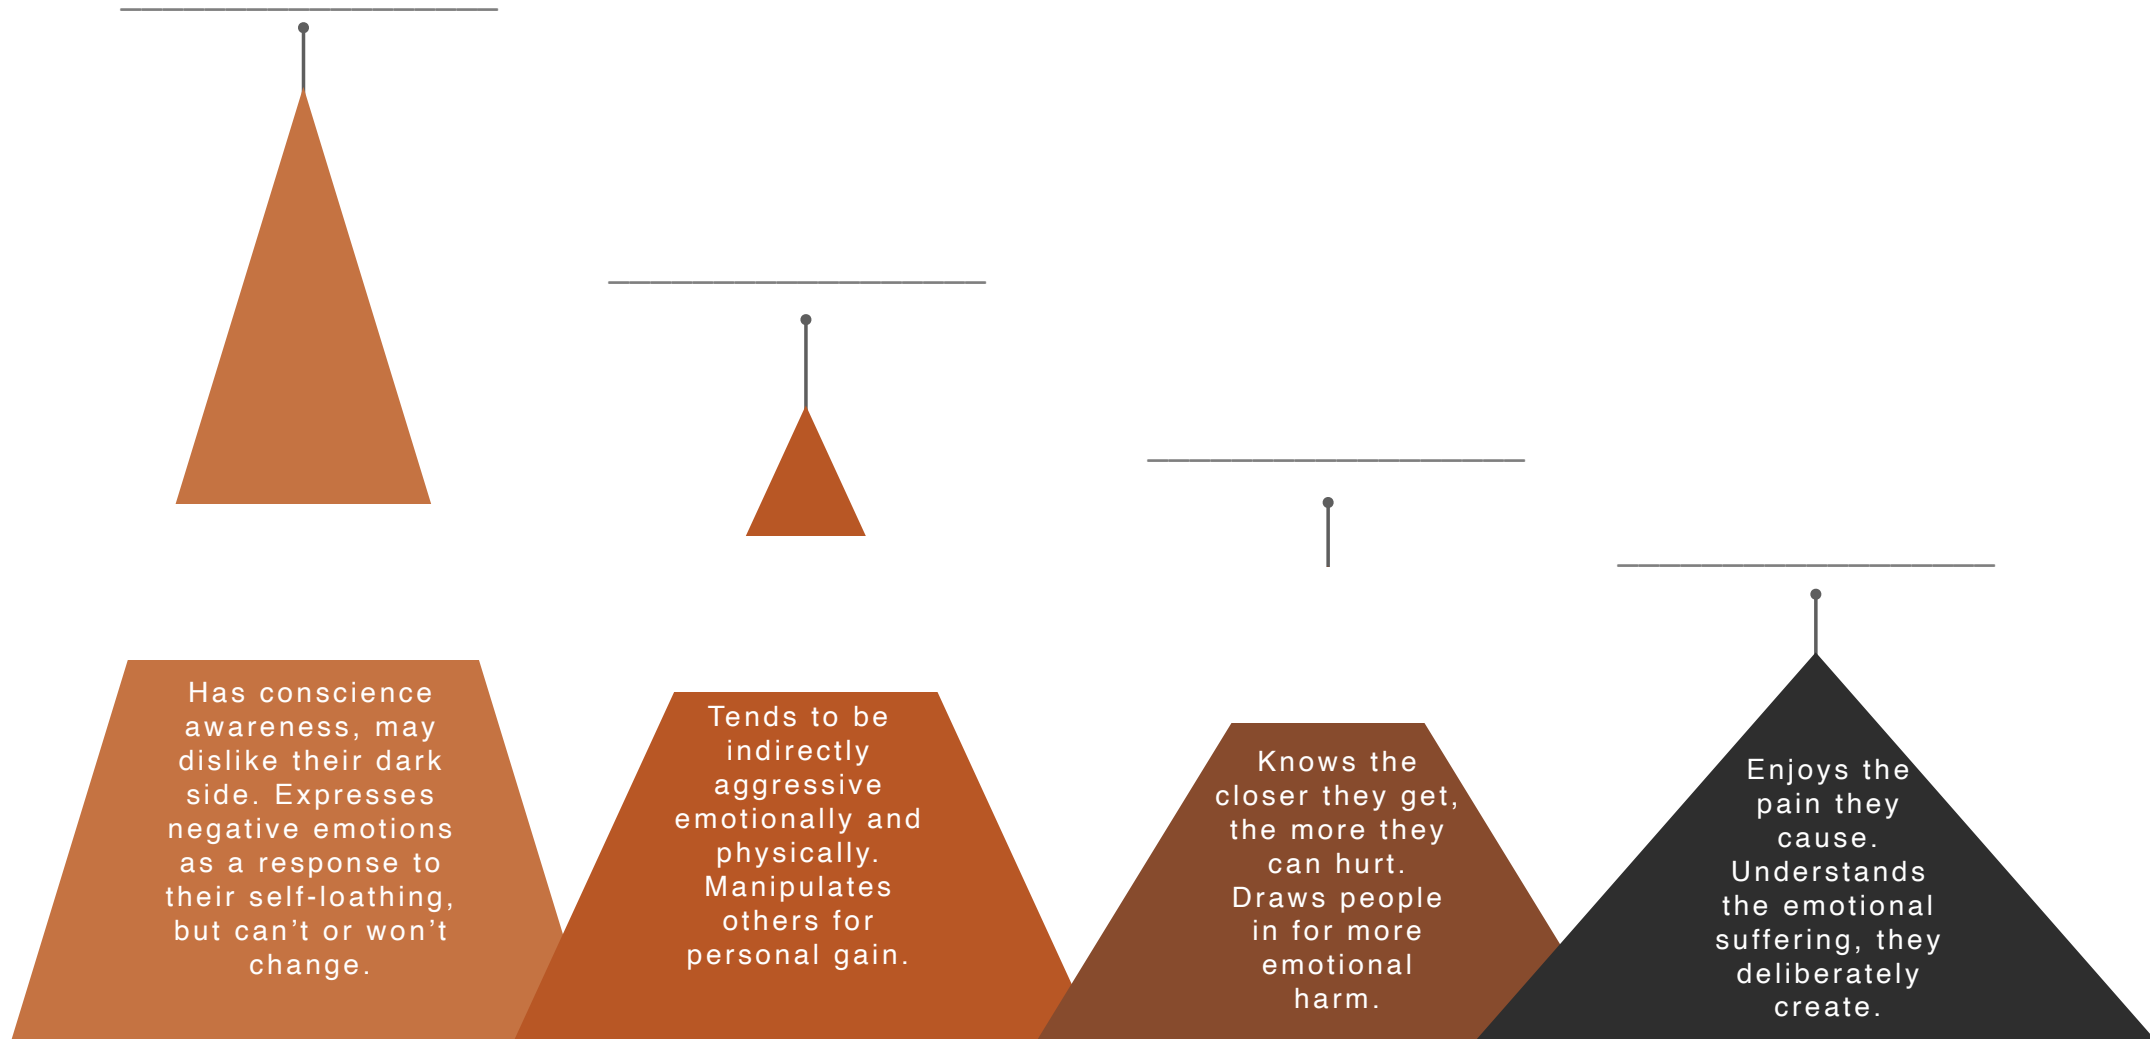 Has conscience
awareness, may
dislike their dark
side. Expresses
negative emotions
as a response to
their self-loathing,
but can’t or won’t
change.
Tends to be
indirectly
aggressive
emotionally and
physically.
Manipulates
others for
personal gain.
Knows the
closer they get,
the more they
can hurt.
Draws people
in for more
emotional
harm.
Enjoys the
pain they
cause.
Understands
the emotional
suffering, they
deliberately
create.